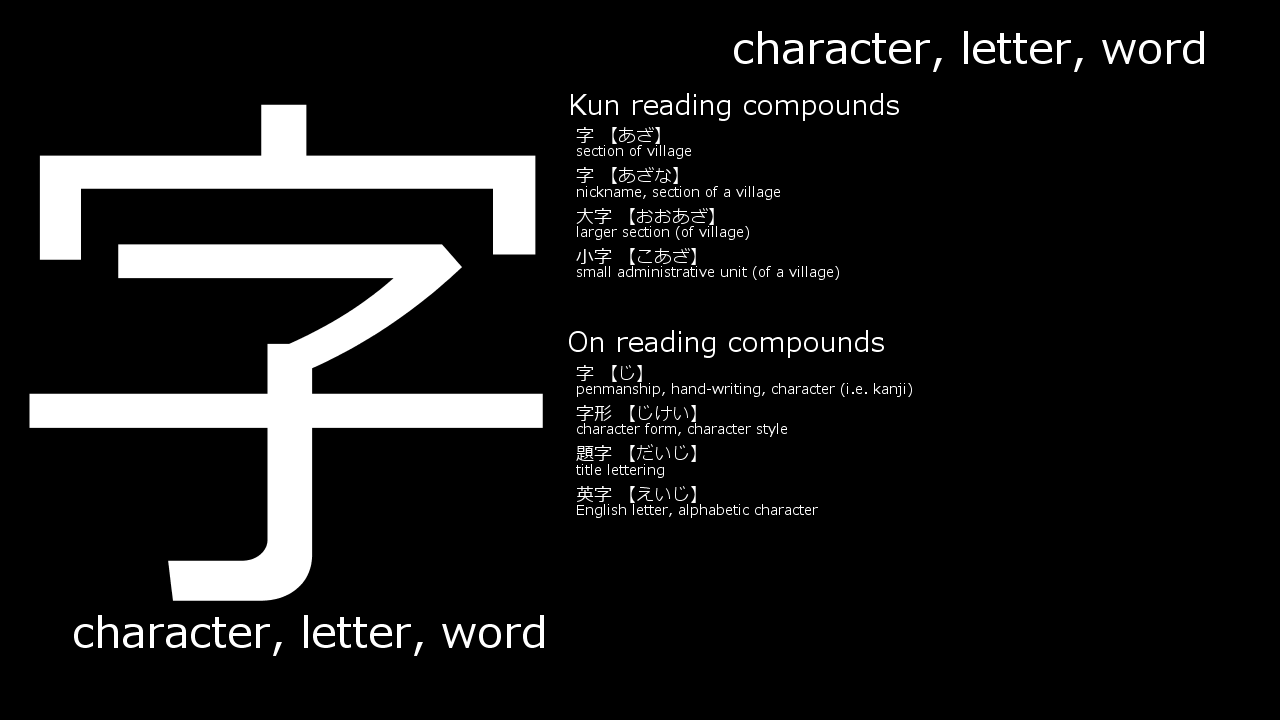 字
character, letter, word
character, letter, word
Kun reading compounds
字 【あざ】
section of village
字 【あざな】
nickname, section of a village
大字 【おおあざ】
larger section (of village)
小字 【こあざ】
small administrative unit (of a village)
On reading compounds
字 【じ】
penmanship, hand-writing, character (i.e. kanji)
字形 【じけい】
character form, character style
題字 【だいじ】
title lettering
英字 【えいじ】
English letter, alphabetic character